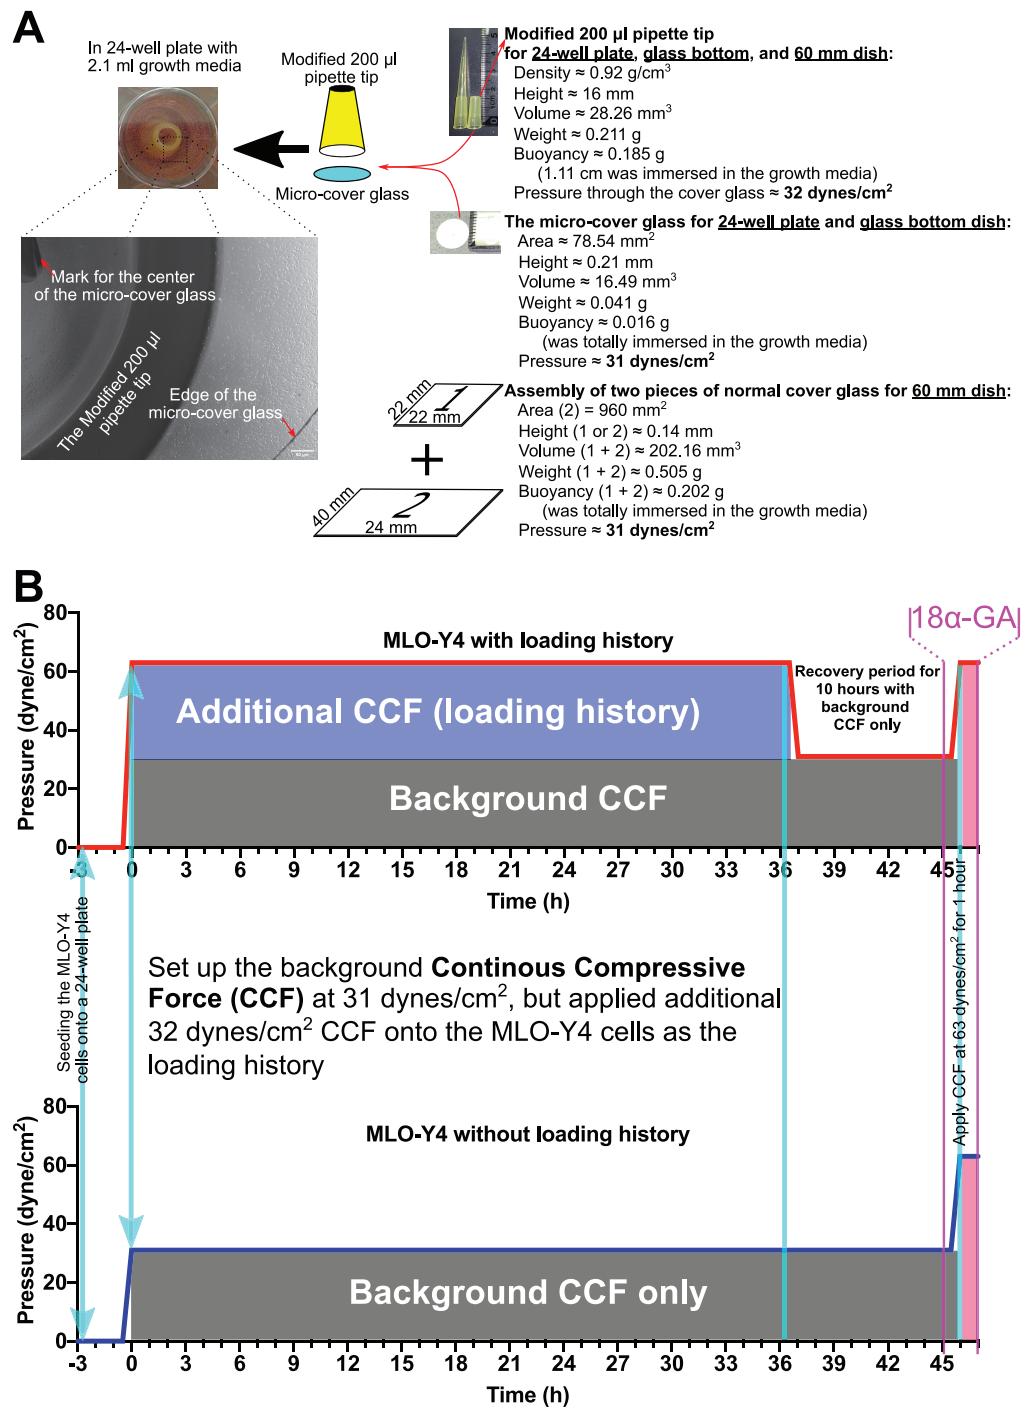 A
In 24-well plate with
2.1 ml growth media
Modified 200 µl
pipette tip
Micro-cover glass
Mark for the center
of the micro-cover glass
The Modified 200 µl
pipette tip
Edge of the
micro-cover glass
50 µm
Modified 200 µl pipette tip
for 24-well plate, glass bottom, and 60 mm dish:
Density ≈ 0.92 g/cm³
Height ≈ 16 mm
Volume ≈ 28.26 mm³
Weight ≈ 0.211 g
Buoyancy ≈ 0.185 g
(1.11 cm was immersed in the growth media)
Pressure through the cover glass ≈ 32 dynes/cm²
The micro-cover glass for 24-well plate and glass bottom dish:
Area ≈ 78.54 mm²
Height ≈ 0.21 mm
Volume ≈ 16.49 mm³
Weight ≈ 0.041 g
Buoyancy ≈ 0.016 g
(was totally immersed in the growth media)
Pressure ≈ 31 dynes/cm²
Assembly of two pieces of normal cover glass for 60 mm dish:
Area (2) = 960 mm²
Height (1 or 2) ≈ 0.14 mm
Volume (1 + 2) ≈ 202.16 mm³
Weight (1 + 2) ≈ 0.505 g
Buoyancy (1 + 2) ≈ 0.202 g
(was totally immersed in the growth media)
Pressure ≈ 31 dynes/cm²
22 mm
1
22 mm
+
40 mm
2
24 mm
B
Pressure (dyne/cm²)
80
60
40
20
0
MLO-Y4 with loading history
18α-GA
Recovery period for
10 hours with
background
CCF only
Additional CCF (loading history)
Background CCF
-3 0 3 6 9 12 15 18 21 24 27 30 33 36 39 42 45
Time (h)
Seeding the MLO-Y4
cells onto a 24-well plate
Set up the background Continous Compressive
Force (CCF) at 31 dynes/cm², but applied additional
32 dynes/cm² CCF onto the MLO-Y4 cells as the
loading history
Apply CCF at 63 dynes/cm² for 1 hour
Pressure (dyne/cm²)
80
60
40
20
0
MLO-Y4 without loading history
Background CCF only
-3 0 3 6 9 12 15 18 21 24 27 30 33 36 39 42 45
Time (h)